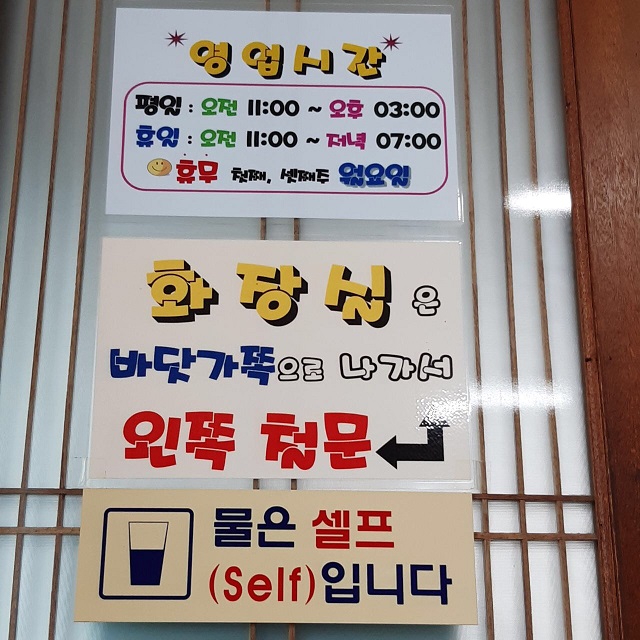 영업시간
평일 : 오전 11:00 ~ 오후 03:00
휴일 : 오전 11:00 ~ 저녁 07:00
휴무 첫째, 셋째주 월요일
화장실은
바닷가쪽으로 나가서
왼쪽 철문
물은 셀프
(Self)입니다